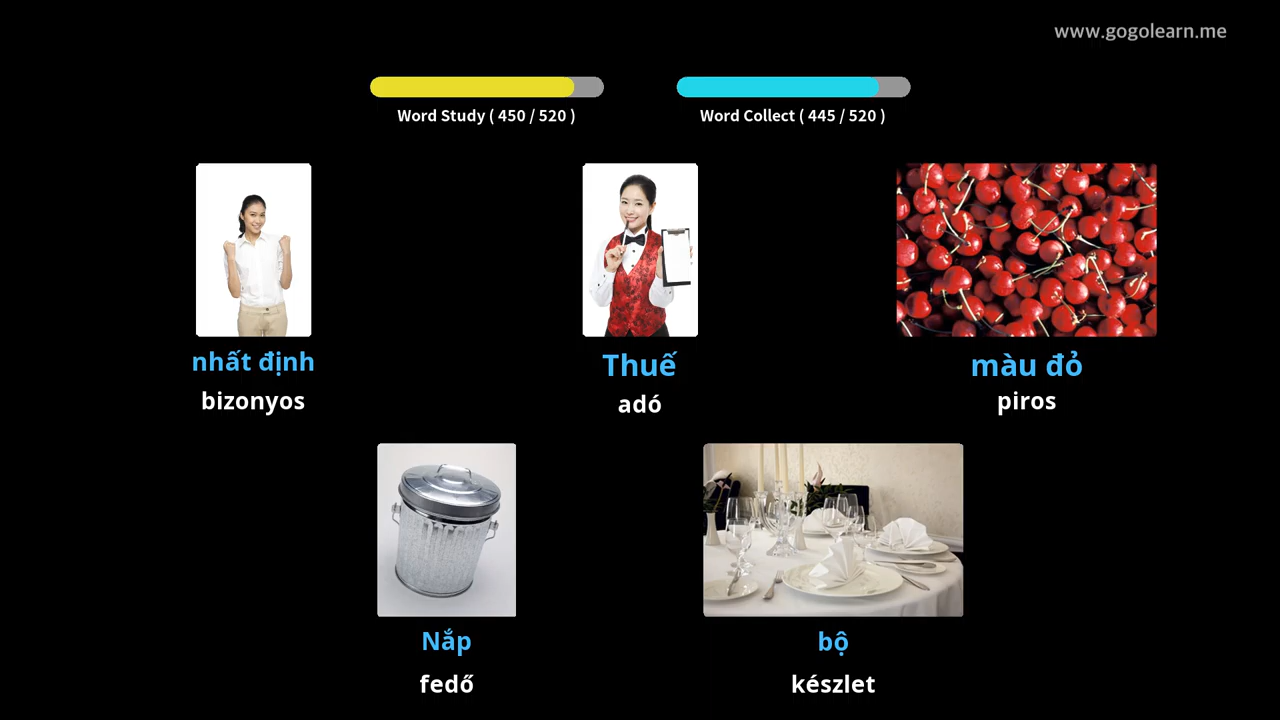 www.gogolearn.me
Word Study ( 450 / 520 )
Word Collect ( 445 / 520 )
nhất định
bizonyos
Thuế
adó
màu đỏ
piros
Nắp
fedő
bộ
készlet